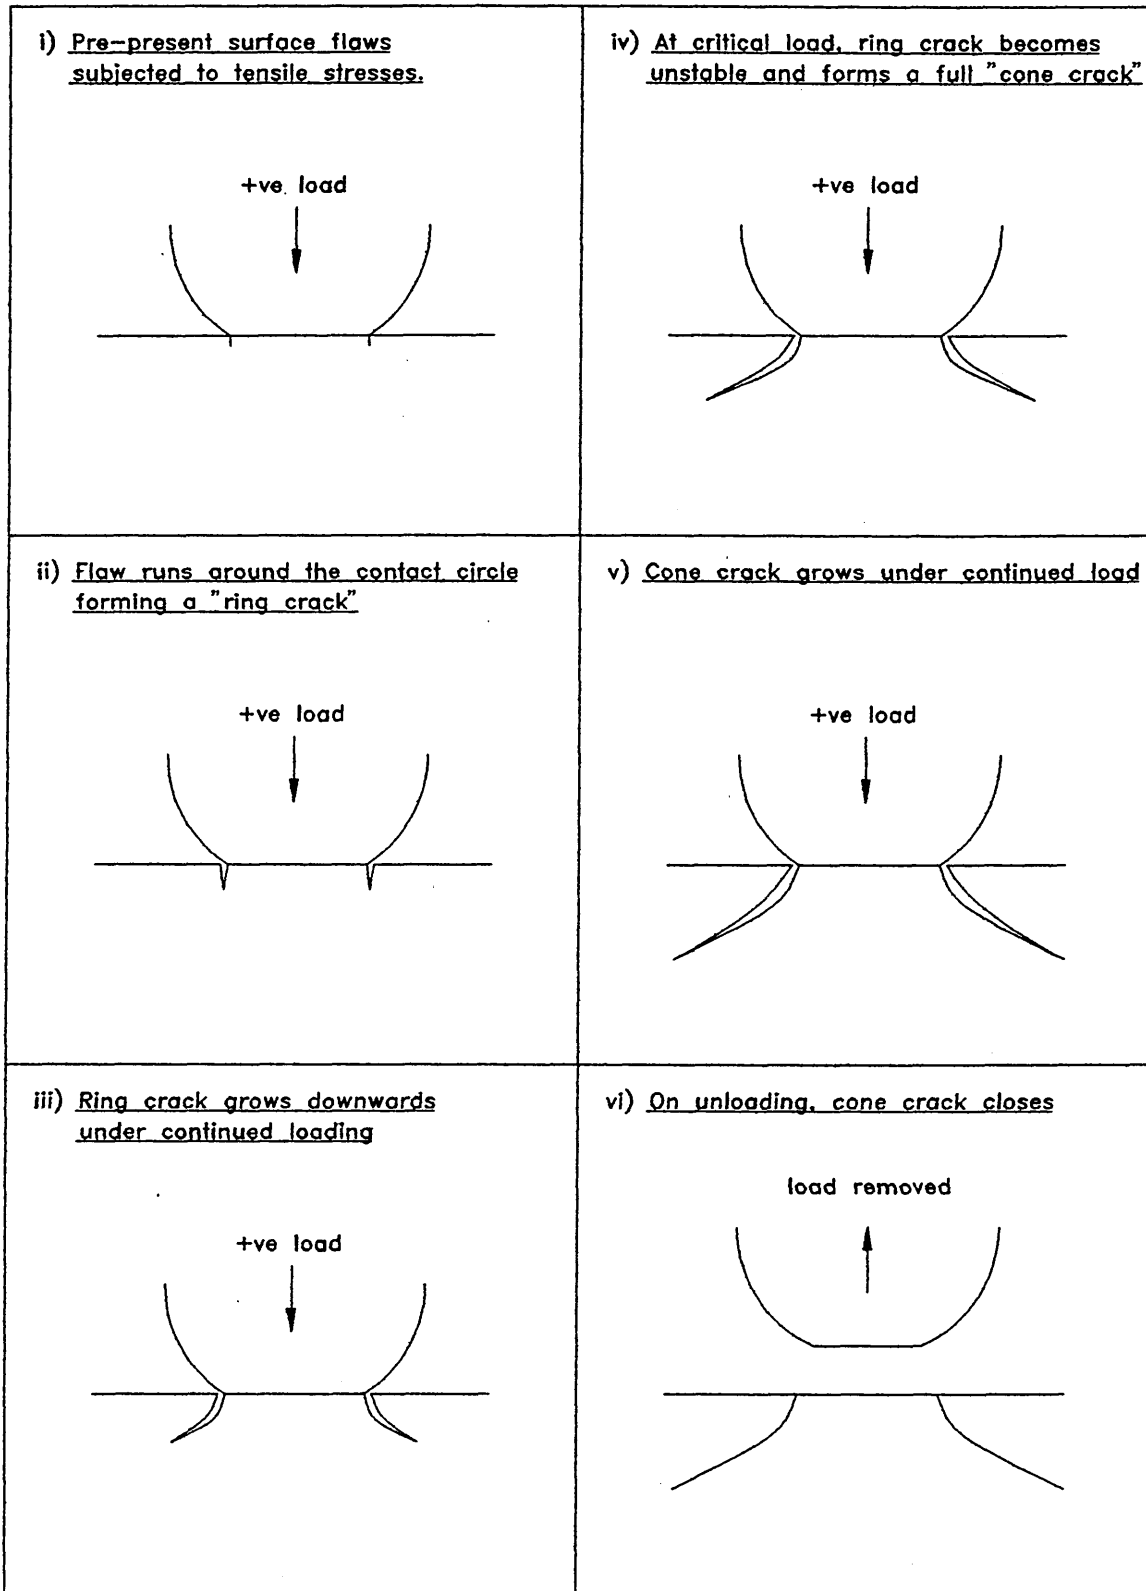 i) Pre-present surface flaws
subjected to tensile stresses.
+ve load
ii) Flaw runs around the contact circle
forming a "ring crack"
+ve load
iii) Ring crack grows downwards
under continued loading
+ve load
iv) At critical load, ring crack becomes
unstable and forms a full "cone crack"
+ve load
v) Cone crack grows under continued load
+ve load
vi) On unloading, cone crack closes
load removed